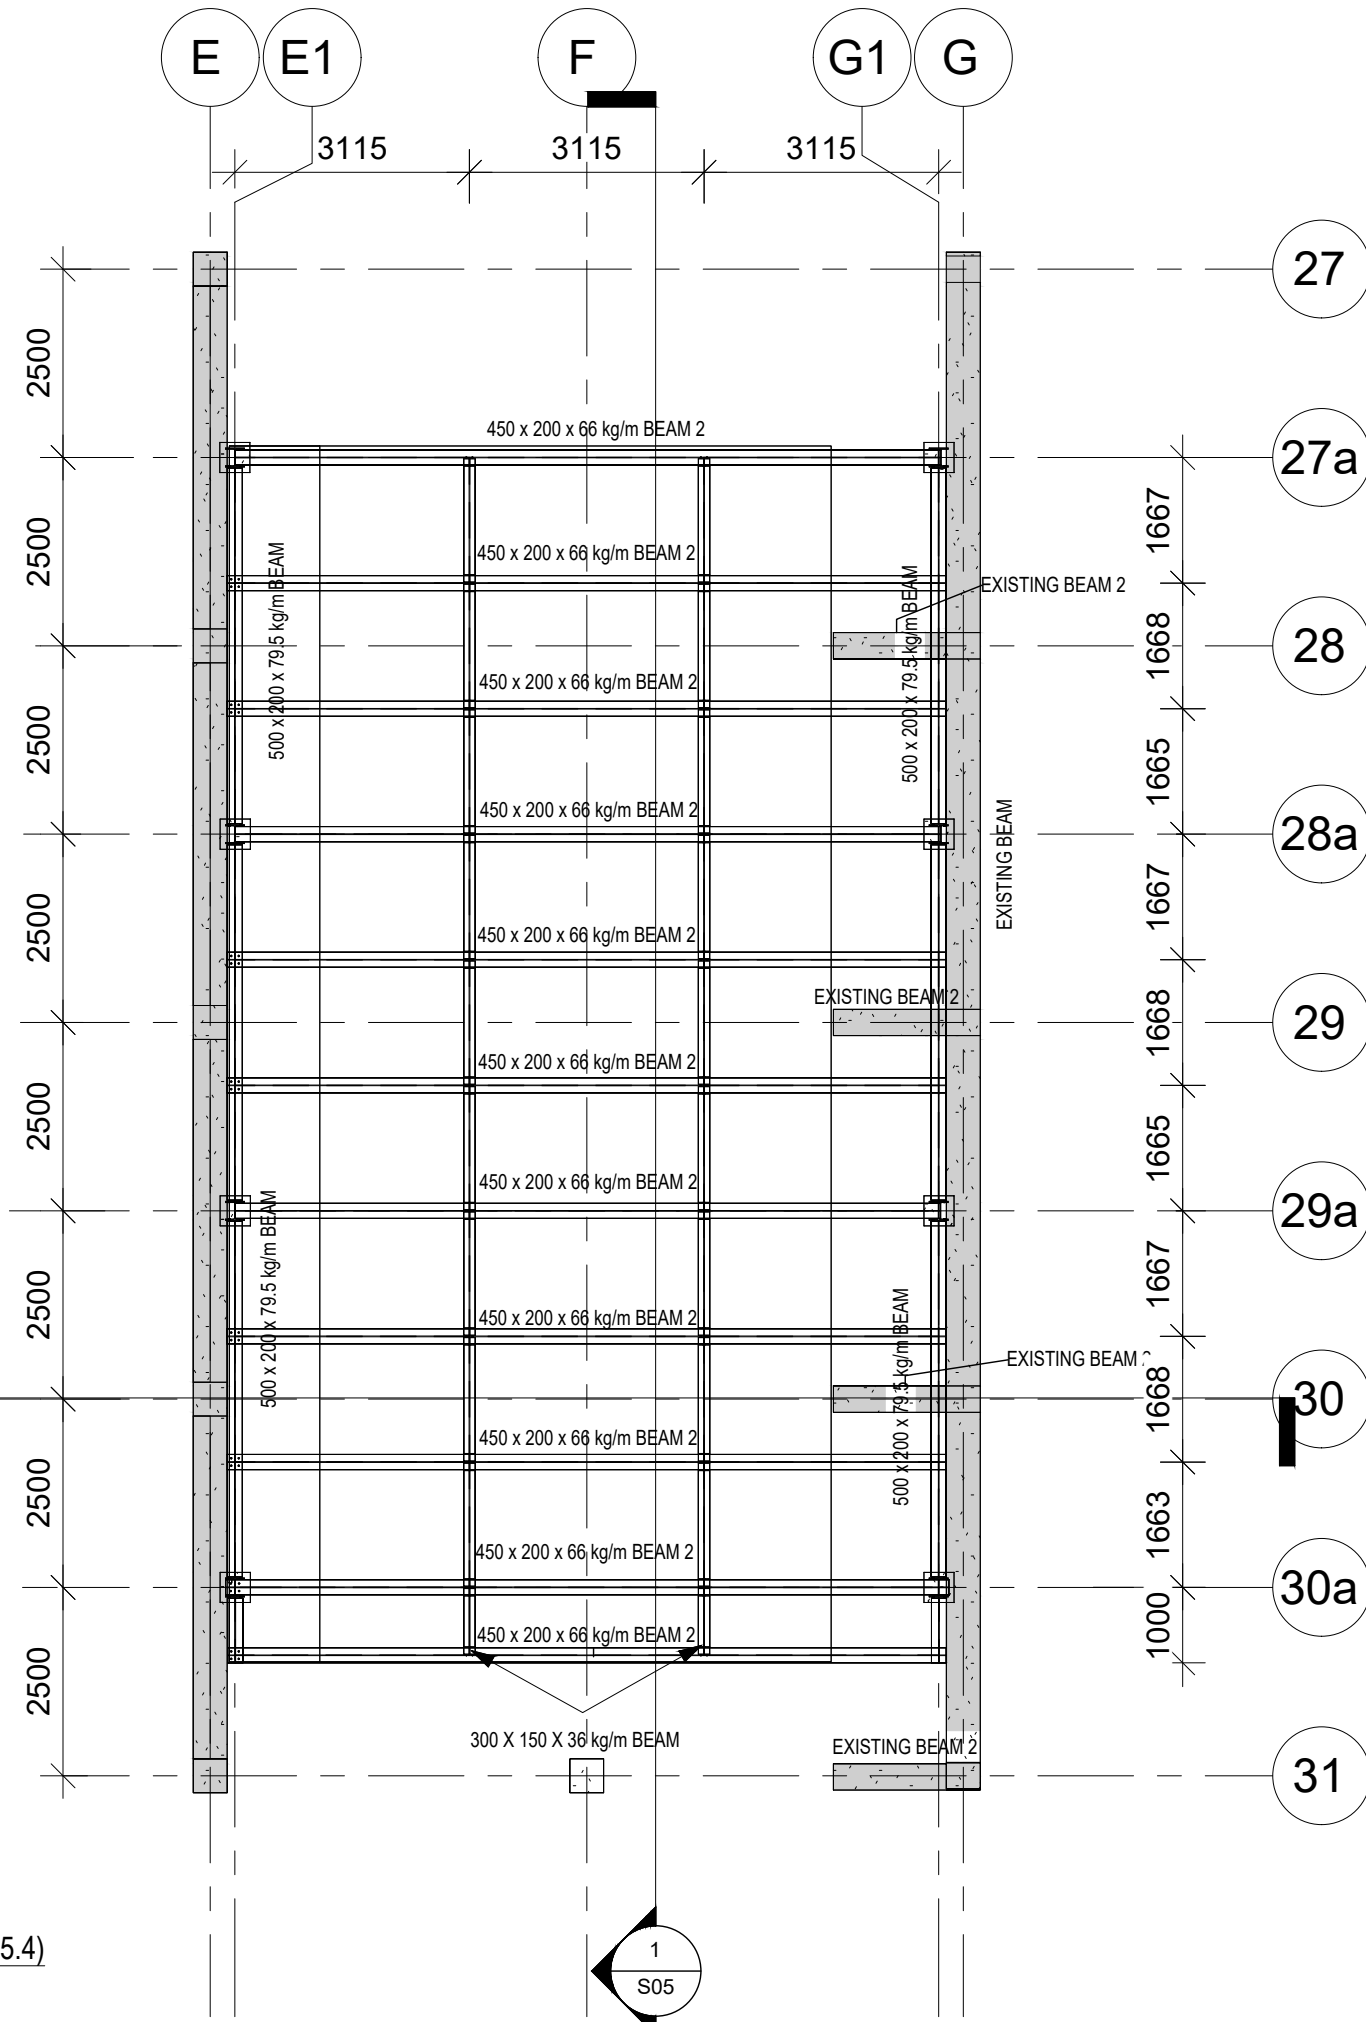 E E1 F G1 G
3115 3115 3115
27
2500
450 x 200 x 66 kg/m BEAM 2
27a
2500
1667
450 x 200 x 66 kg/m BEAM 2
500 x 200 x 79.5 kg/m BEAM
500 x 200 x 79.5 kg/m BEAM
EXISTING BEAM 2
28
1668
450 x 200 x 66 kg/m BEAM 2
2500
1665
450 x 200 x 66 kg/m BEAM 2
28a
EXISTING BEAM
2500
1667
450 x 200 x 66 kg/m BEAM 2
EXISTING BEAM 2
29
1668
450 x 200 x 66 kg/m BEAM 2
2500
1665
450 x 200 x 66 kg/m BEAM 2
29a
500 x 200 x 79.5 kg/m BEAM
2500
1667
450 x 200 x 66 kg/m BEAM 2
500 x 200 x 79.5 kg/m BEAM
EXISTING BEAM
30
1668
450 x 200 x 66 kg/m BEAM 2
2500
1663
450 x 200 x 66 kg/m BEAM 2
30a
1000
450 x 200 x 66 kg/m BEAM 2
2500
300 X 150 X 36 kg/m BEAM
EXISTING BEAM 2
31
5.4)
1
S05